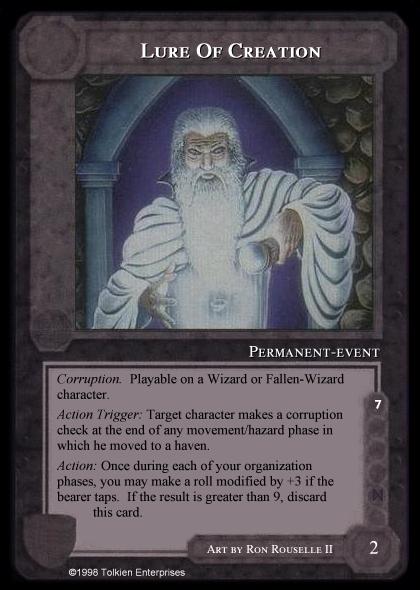 Lure Of Creation
Permanent-event
Corruption. Playable on a Wizard or Fallen-Wizard
character.
7
Action Trigger: Target character makes a corruption
check at the end of any movement/hazard phase in
which he moved to a haven.
Action: Once during each of your organization
phases, you may make a roll modified by +3 if the
bearer taps. If the result is greater than 9, discard
this card.
Art by Ron Rouselle II
2
©1998 Tolkien Enterprises